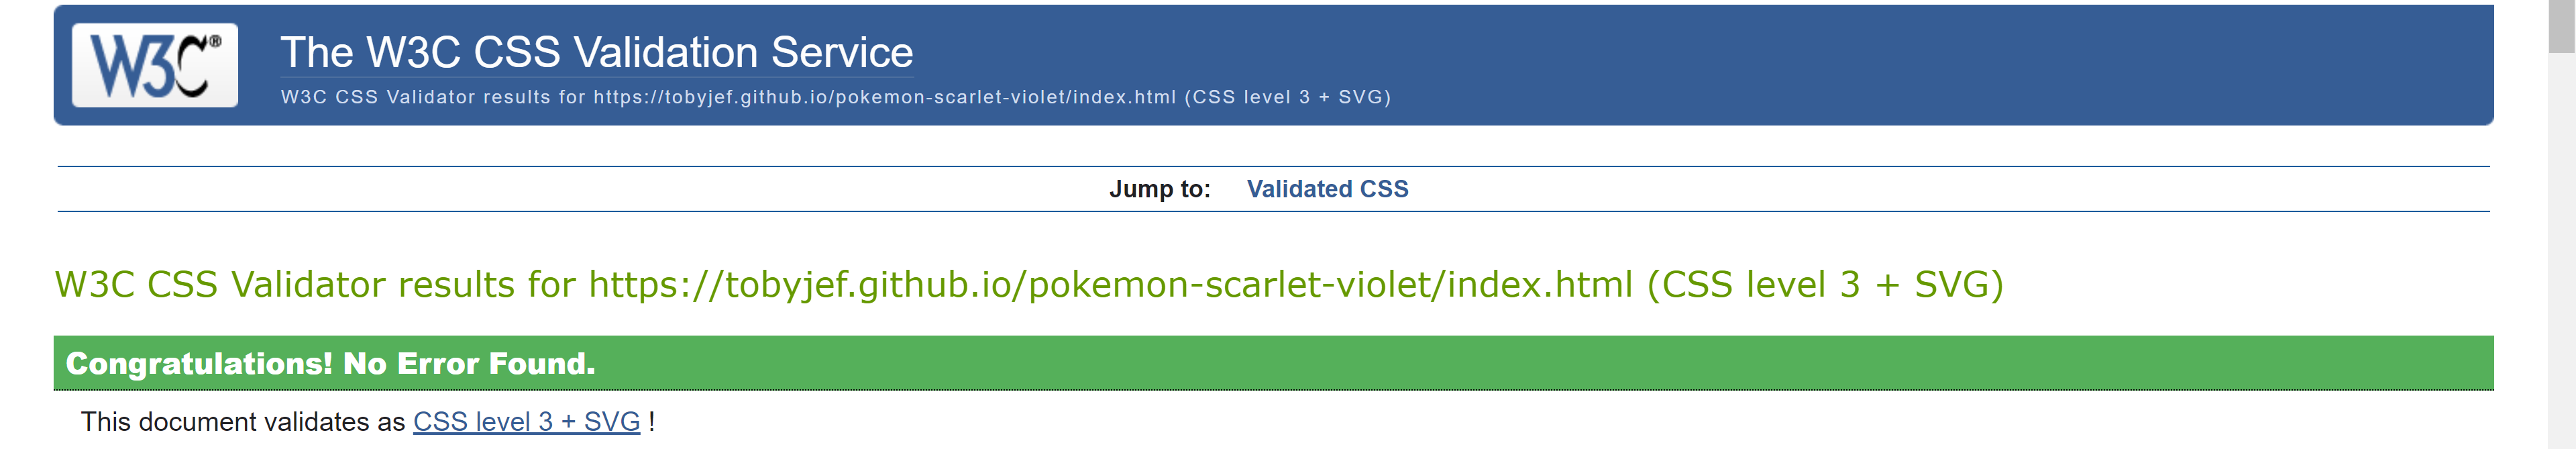 W3C®
The W3C CSS Validation Service
W3C CSS Validator results for https://tobyjef.github.io/pokemon-scarlet-violet/index.html (CSS level 3 + SVG)
Jump to: Validated CSS
W3C CSS Validator results for https://tobyjef.github.io/pokemon-scarlet-violet/index.html (CSS level 3 + SVG)
Congratulations! No Error Found.
This document validates as CSS level 3 + SVG !